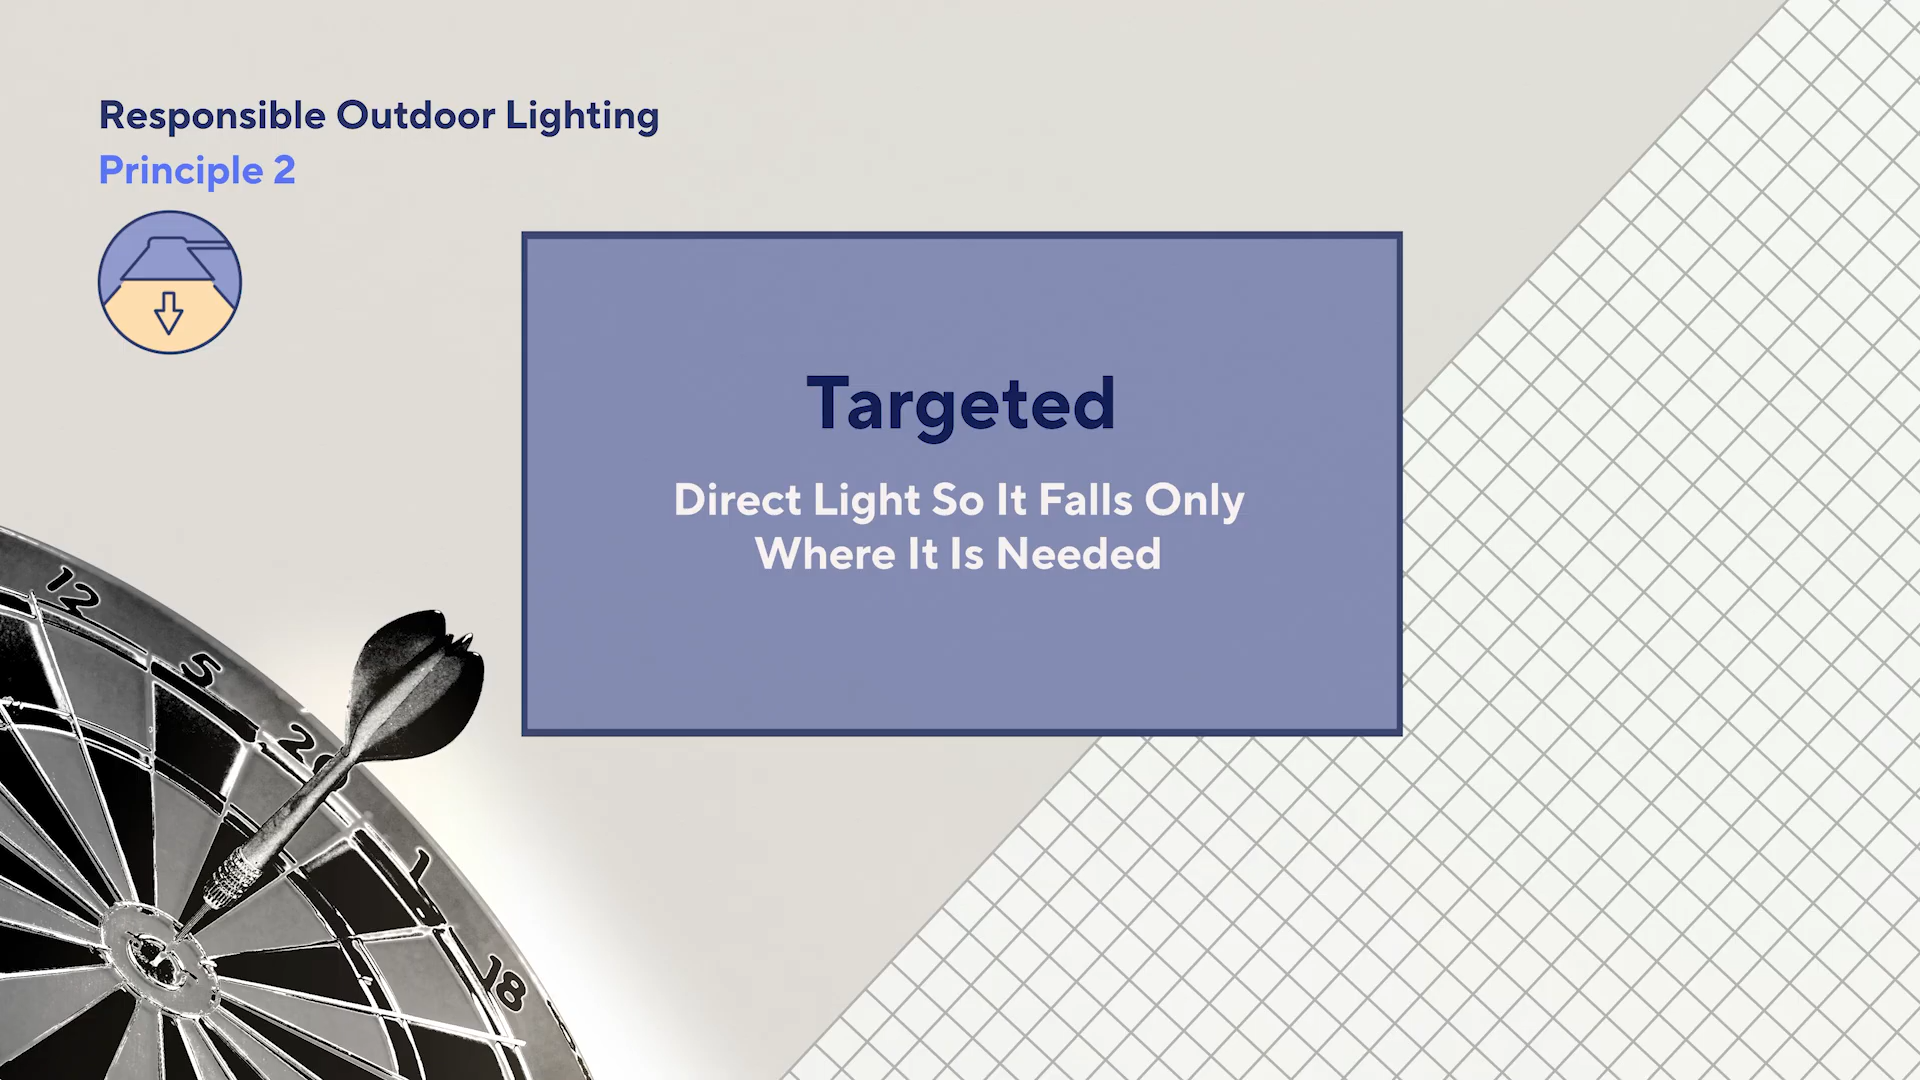 Responsible Outdoor Lighting
Principle 2
Targeted
Direct Light So It Falls Only
Where It Is Needed
12
5
20
1
18